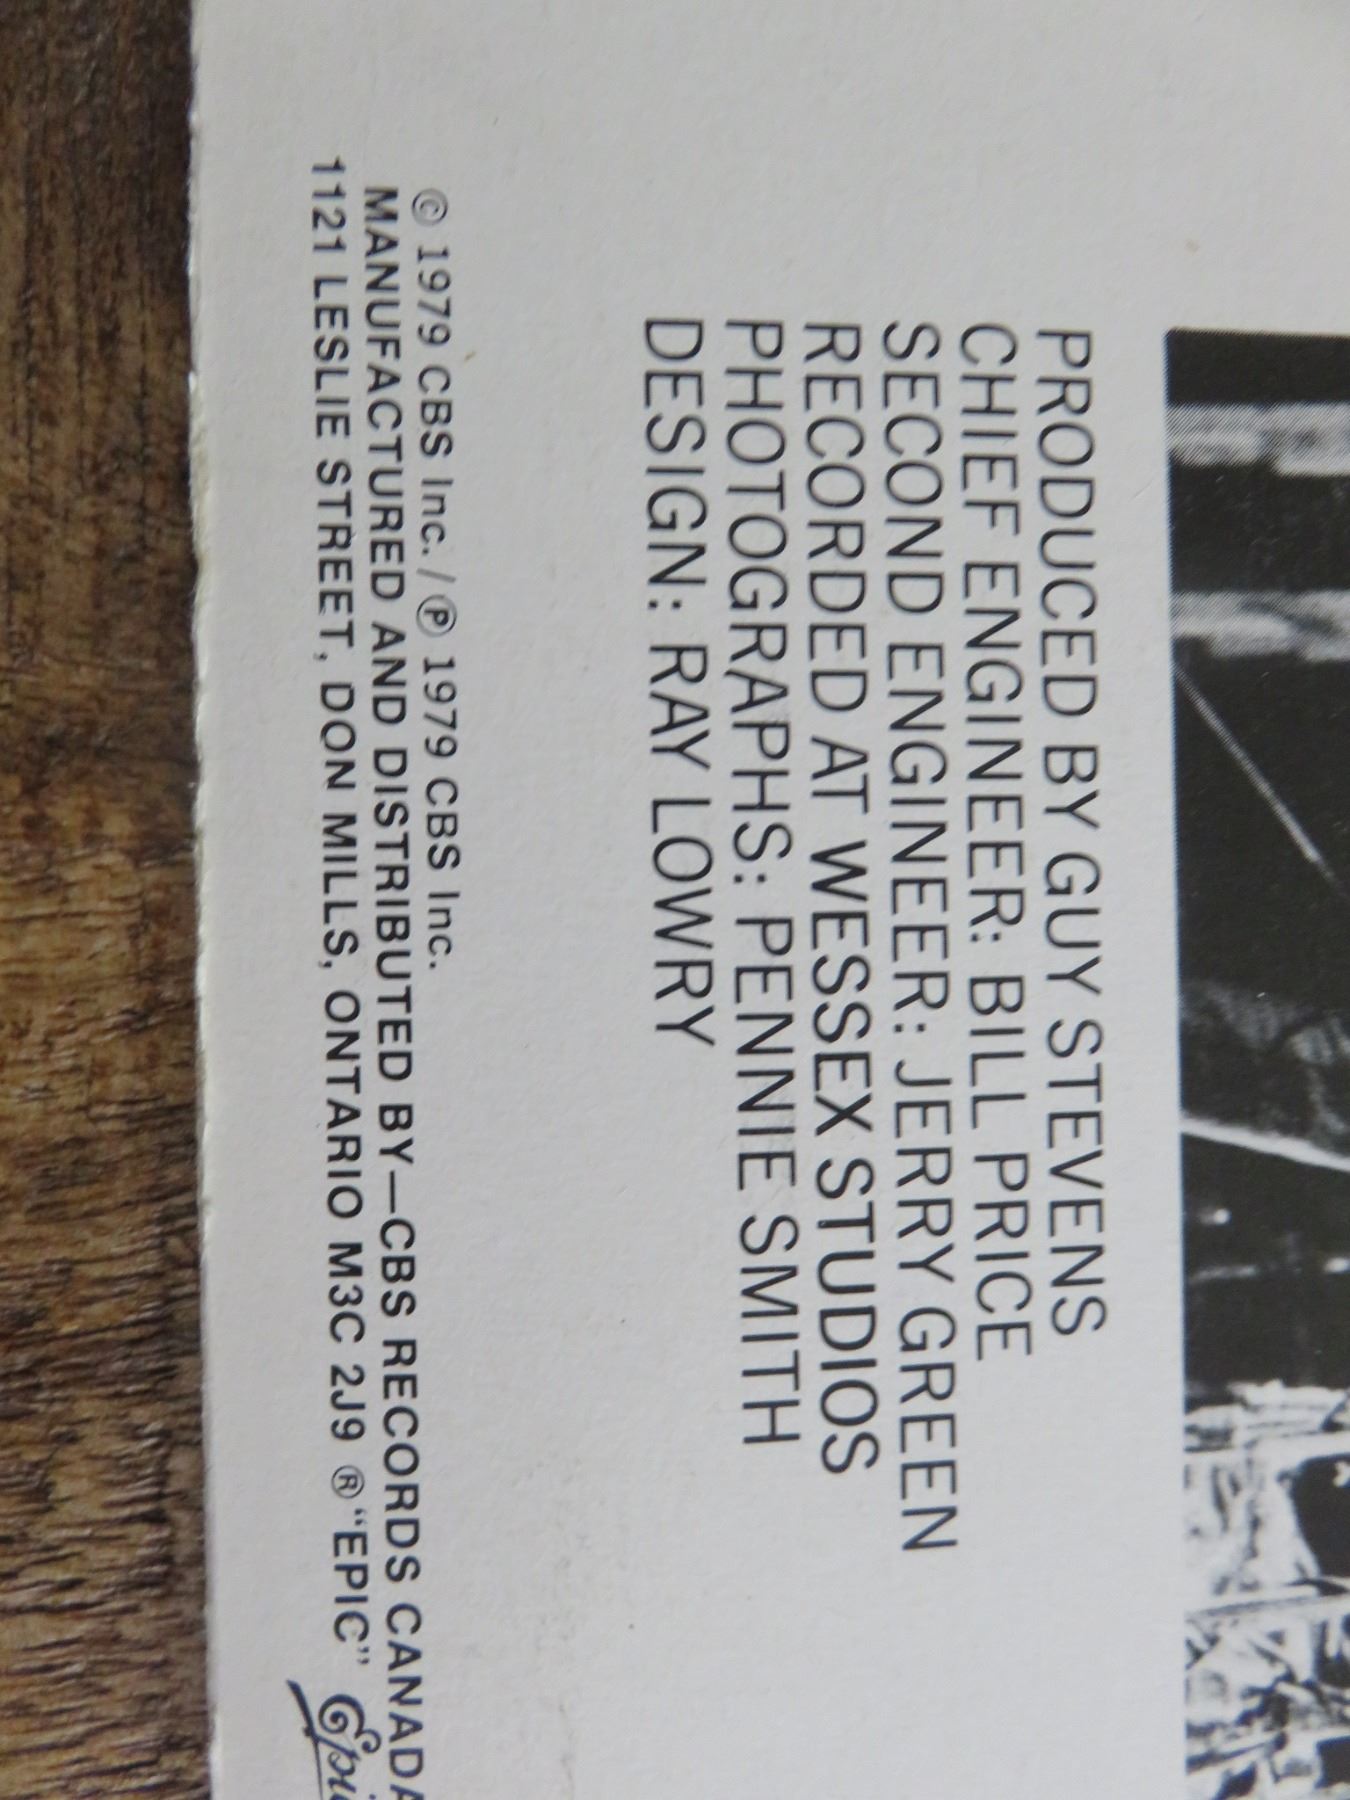 PRODUCED BY GUY STEVENS
CHIEF ENGINEER: BILL PRICE
SECOND ENGINEER: JERRY GREEN
RECORDED AT WESSEX STUDIOS
PHOTOGRAPHS: PENNIE SMITH
DESIGN: RAY LOWRY
© 1979 CBS Inc. / ℗ 1979 CBS Inc.
MANUFACTURED AND DISTRIBUTED BY—CBS RECORDS CANADA
1121 LESLIE STREET, DON MILLS, ONTARIO M3C 2J9 ® "EPIC" Epi